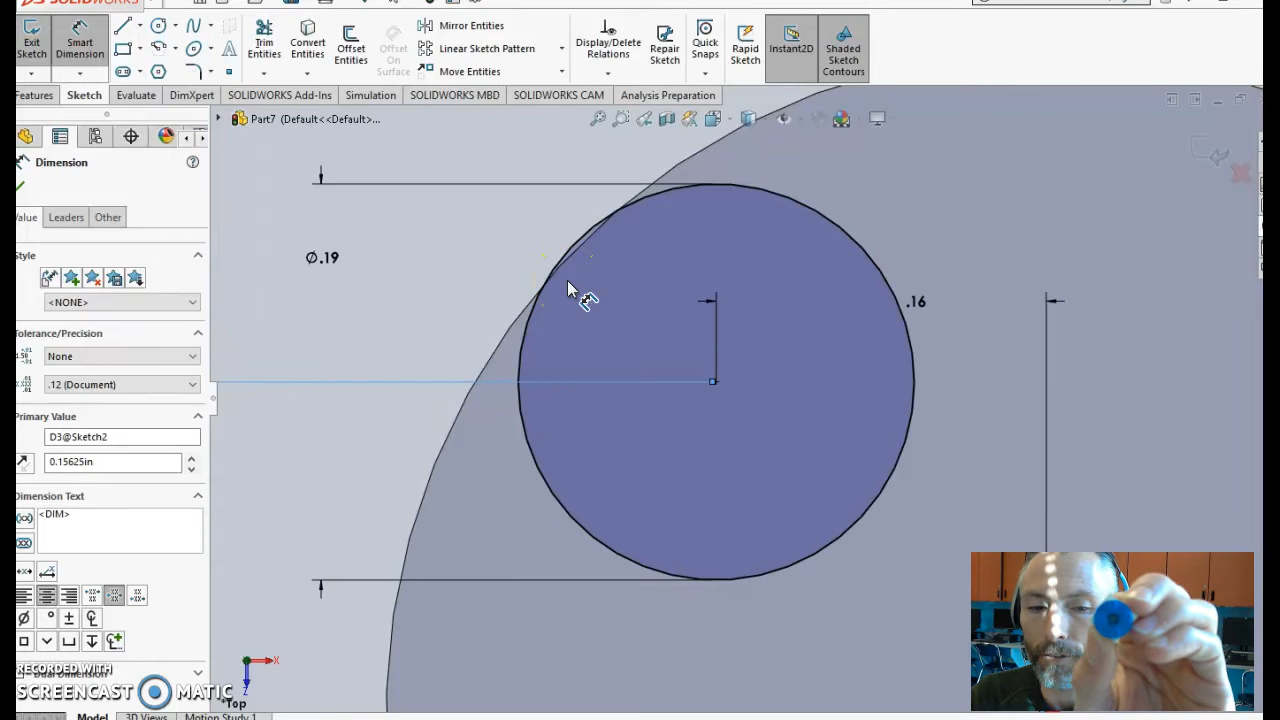 SOLIDWORKS
Exit Sketch
Smart Dimension
Trim Entities
Convert Entities
Offset Entities
Offset On Surface
Mirror Entities
Linear Sketch Pattern
Move Entities
Display/Delete Relations
Repair Sketch
Quick Snaps
Rapid Sketch
Instant2D
Shaded Sketch Contours
Features Sketch Evaluate DimXpert SOLIDWORKS Add-Ins Simulation SOLIDWORKS MBD SOLIDWORKS CAM Analysis Preparation
Part7 (Default<<Default>...
Dimension
Value Leaders Other
Style
<NONE>
Tolerance/Precision
None
.12 (Document)
Primary Value
D3@Sketch2
0.15625in
Dimension Text
<DIM>
Dual Dimension
Ø.19
.16
X
Z
*Top
RECORDED WITH
SCREENCAST MATIC
Model 3D Views Motion Study 1